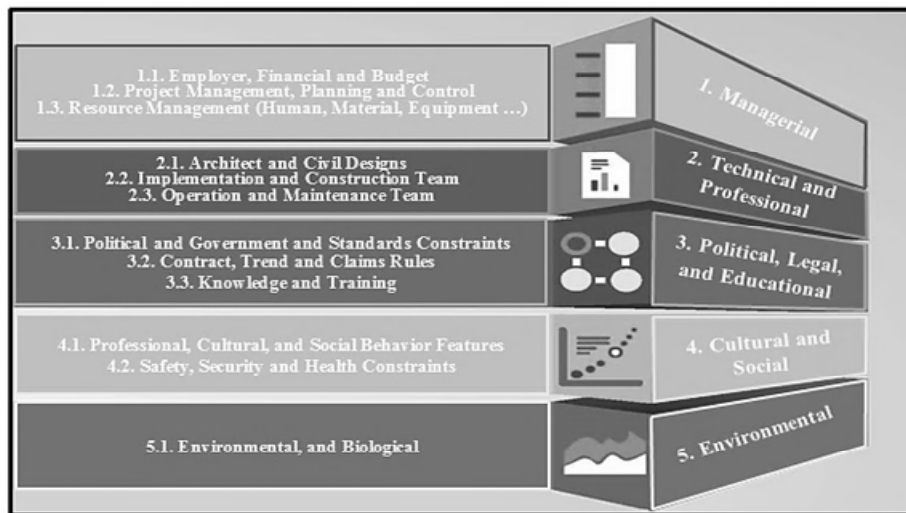 1.1. Employer, Financial and Budget
1.2. Project Management, Planning and Control
1.3. Resource Management (Human, Material, Equipment ...)
1. Managerial
2.1. Architect and Civil Designs
2.2. Implementation and Construction Team
2.3. Operation and Maintenance Team
2. Technical and
Professional
3.1. Political and Government and Standards Constraints
3.2. Contract, Trend and Claims Rules
3.3. Knowledge and Training
3. Political, Legal,
and Educational
4.1. Professional, Cultural, and Social Behavior Features
4.2. Safety, Security and Health Constraints
4. Cultural and
Social
5.1. Environmental, and Biological
5. Environmental